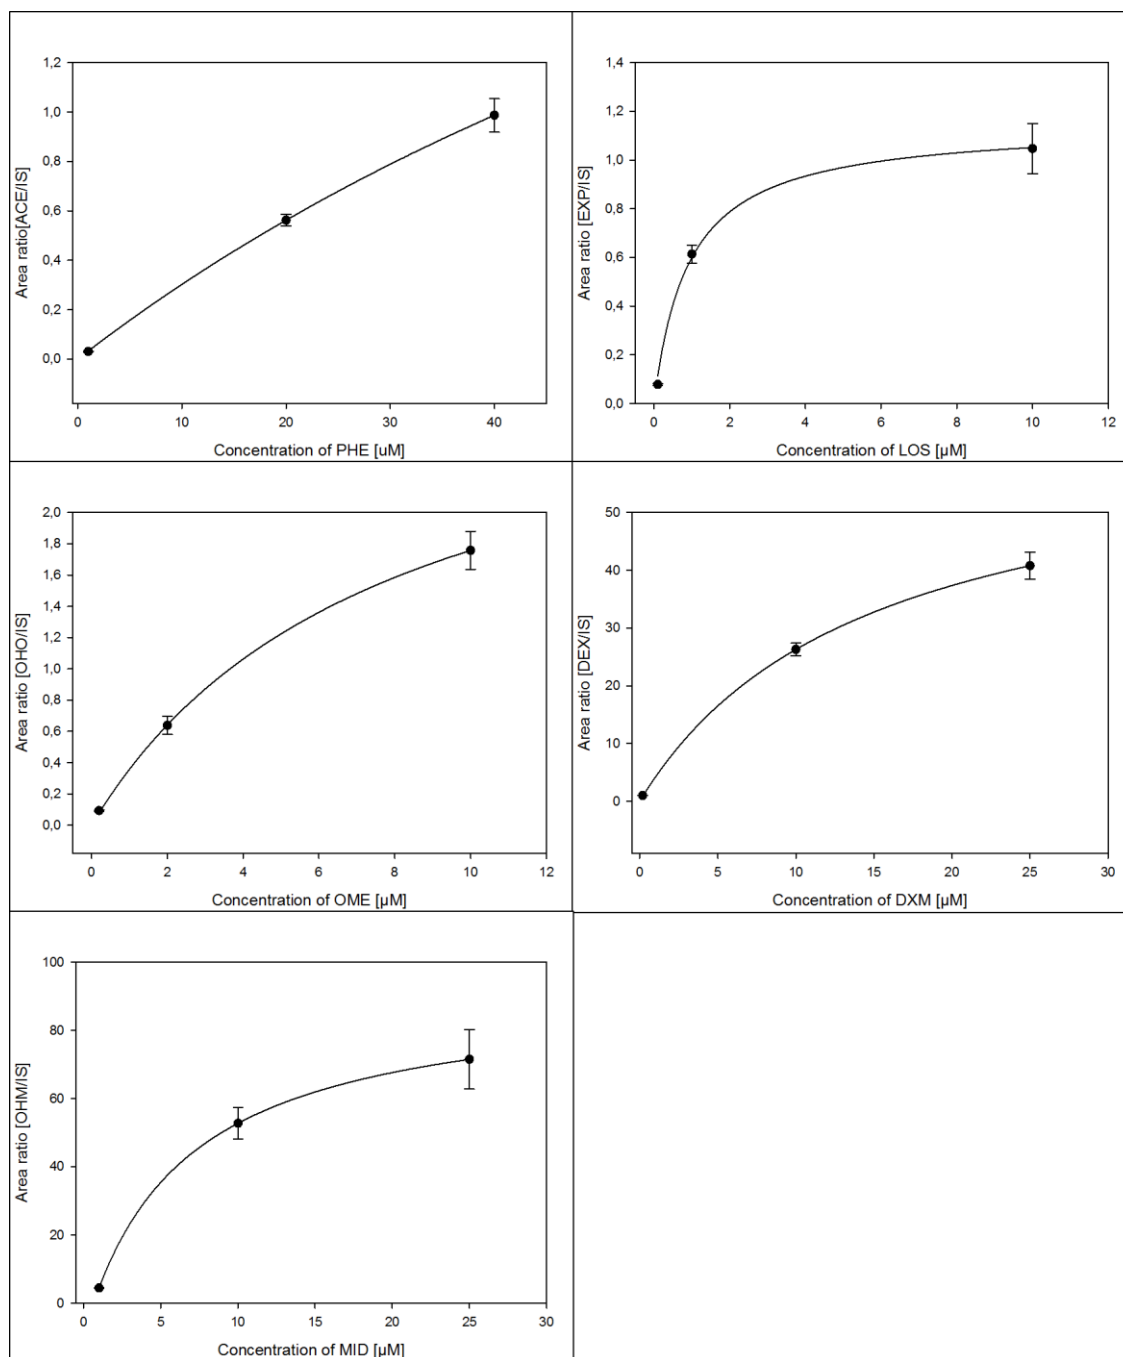 1,2
1,0
0,8
0,6
0,4
0,2
0,0
Area ratio[ACE/IS]
0 10 20 30 40
Concentration of PHE [uM]
1,4
1,2
1,0
0,8
0,6
0,4
0,2
0,0
Area ratio [EXP/IS]
0 2 4 6 8 10 12
Concentration of LOS [µM]
2,0
1,8
1,6
1,4
1,2
1,0
0,8
0,6
0,4
0,2
0,0
Area ratio [OHO/IS]
0 2 4 6 8 10 12
Concentration of OME [µM]
50
40
30
20
10
0
Area ratio [DEX/IS]
0 5 10 15 20 25 30
Concentration of DXM [µM]
100
80
60
40
20
0
Area ratio [OHM/IS]
0 5 10 15 20 25 30
Concentration of MID [µM]